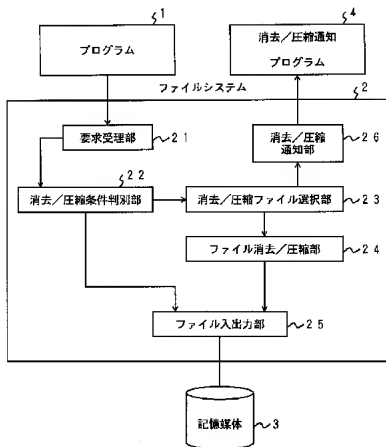 1
4
プログラム
消去/圧縮通知
プログラム
ファイルシステム
2
要求受理部
21
消去/圧縮
通知部
26
22
消去/圧縮条件判別部
消去/圧縮ファイル選択部
23
ファイル消去/圧縮部
24
ファイル入出力部
25
記憶媒体
3